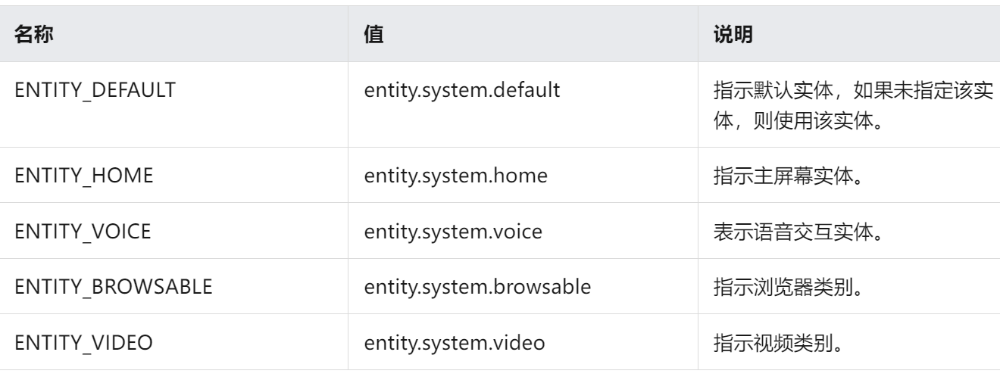 名称 值 说明
ENTITY_DEFAULT entity.system.default 指示默认实体，如果未指定该实
体，则使用该实体。
ENTITY_HOME entity.system.home 指示主屏幕实体。
ENTITY_VOICE entity.system.voice 表示语音交互实体。
ENTITY_BROWSABLE entity.system.browsable 指示浏览器类别。
ENTITY_VIDEO entity.system.video 指示视频类别。